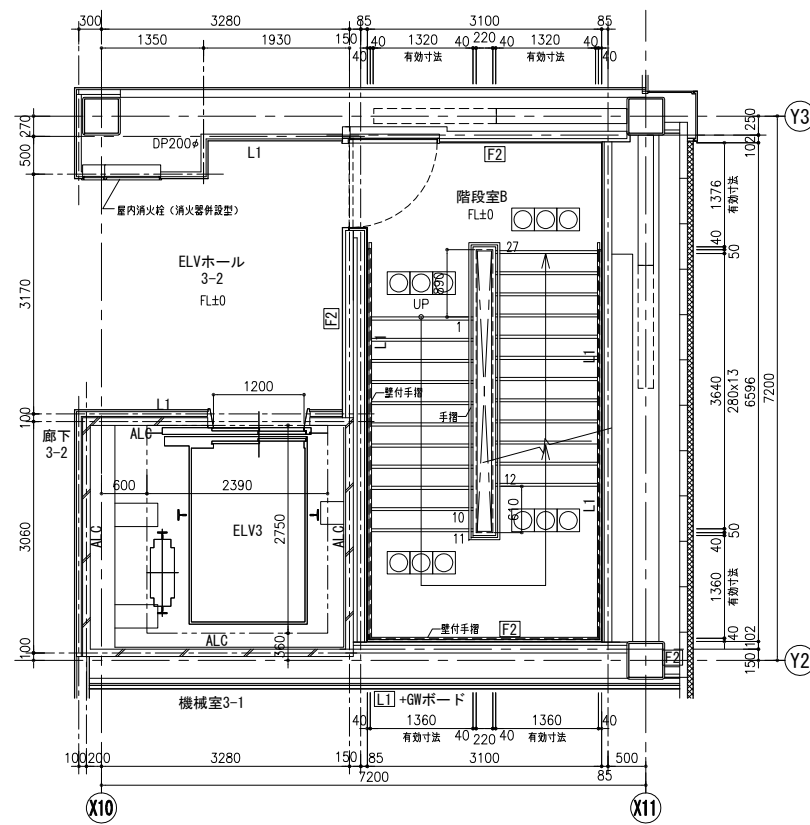 300
3280
85
3100
85
1350
1930
150
40
40
1320
有効寸法
40
220
40
1320
有効寸法
40
Y3
270
500
DP200φ
L1
F2
250
102
屋内消火栓（消火器併設型）
階段室B
FL±0
1376
有効寸法
40
50
ELVホール
3-2
FL±0
27
890
UP
1
3170
F2
L1
L1
壁付手摺
手摺
3640
280x13
6596
7200
1200
L1
100
廊下
3-2
ALC
600
2390
12
610
10
11
L1
ELV3
2750
ALC
ALC
3060
50
40
1360
有効寸法
40
ALC
360
壁付手摺
F2
F2
100
102
150
Y2
機械室3-1
L1 +GWボード
40
1360
有効寸法
40
220
40
1360
有効寸法
40
100
200
3280
150
85
3100
85
500
7200
X10
X11